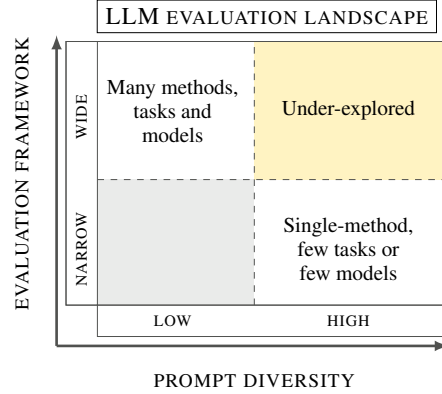 LLM EVALUATION LANDSCAPE
EVALUATION FRAMEWORK
WIDE
Many methods,
tasks and
models
Under-explored
NARROW
Single-method,
few tasks or
few models
LOW
HIGH
PROMPT DIVERSITY